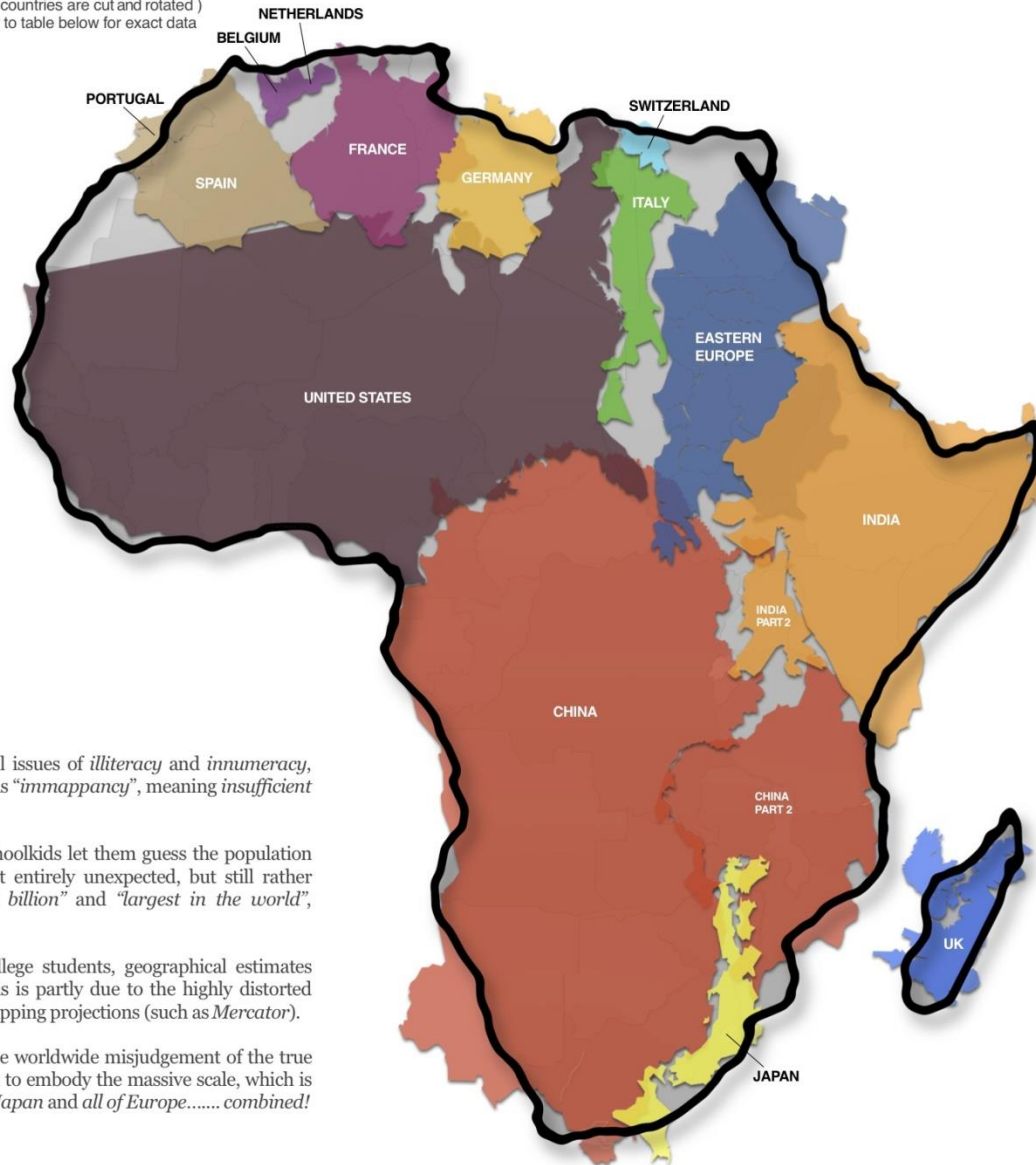 countries are cut and rotated )
to table below for exact data
NETHERLANDS
BELGIUM
PORTUGAL
SWITZERLAND
FRANCE
GERMANY
SPAIN
ITALY
EASTERN
EUROPE
UNITED STATES
INDIA
INDIA
PART 2
CHINA
CHINA
PART 2
UK
JAPAN
l issues of illiteracy and innumeracy,
s “immappancy”, meaning insufficient
hoolkids let them guess the population
t entirely unexpected, but still rather
billion” and “largest in the world”,
llege students, geographical estimates
is is partly due to the highly distorted
pping projections (such as Mercator).
e worldwide misjudgement of the true
to embody the massive scale, which is
Japan and all of Europe....... combined!